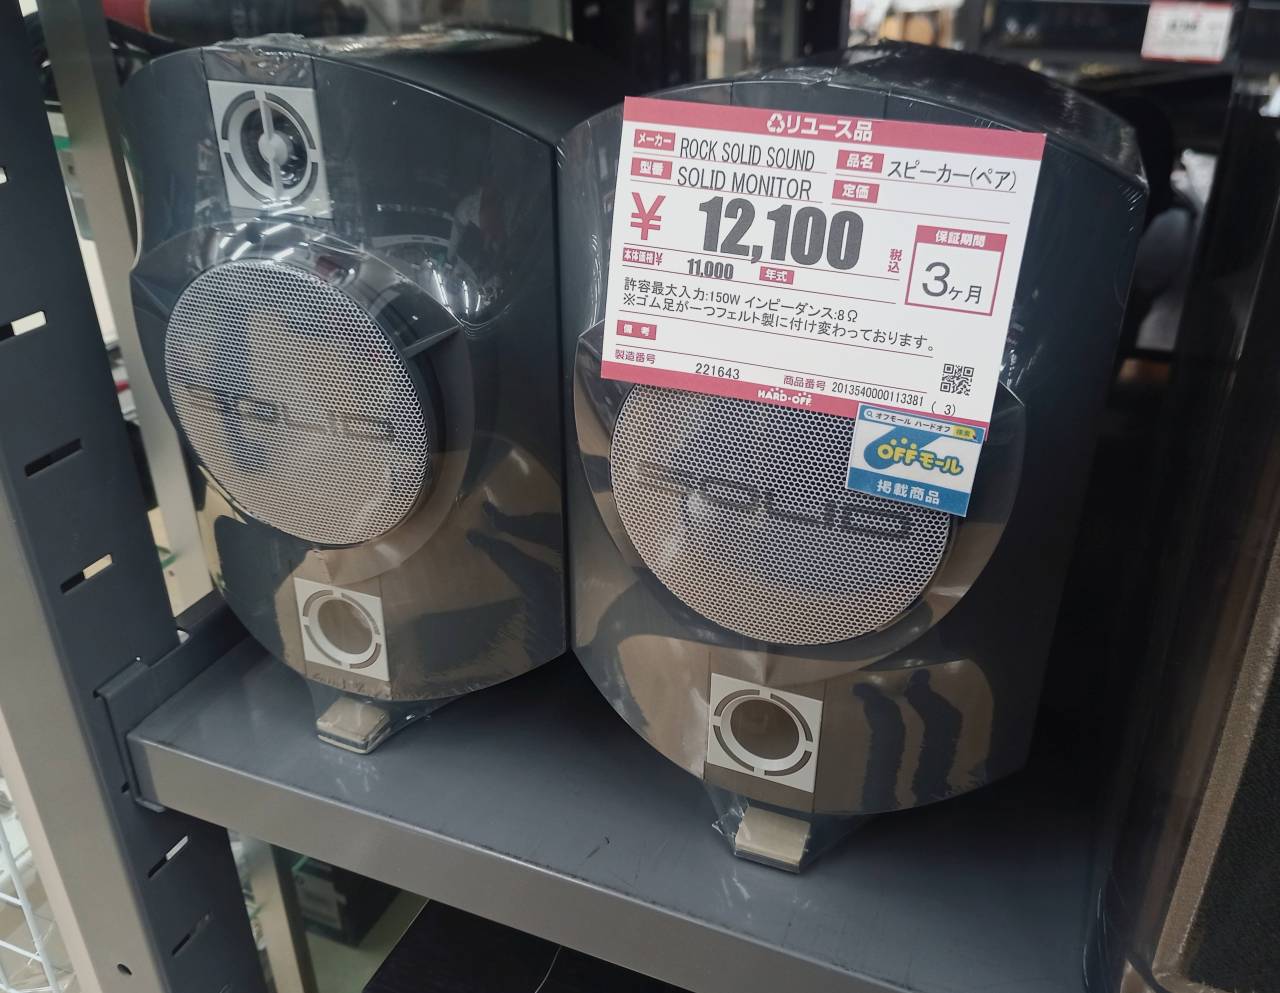 リユース品
メーカー ROCK SOLID SOUND 品名 スピーカー(ペア)
型番 SOLID MONITOR 定価
¥12,100 税込
保証期間
3ヶ月
本体価格¥ 11,000 年式
許容最大入力:150W インピーダンス:8Ω
※ゴム足が一つフェルト製に付け変わっております。
備考
製造番号 221643 商品番号 2013540000113381 ( 3)
HARD・OFF
オフモール ハードオフ 検索
OFFモール
掲載商品
SOLID